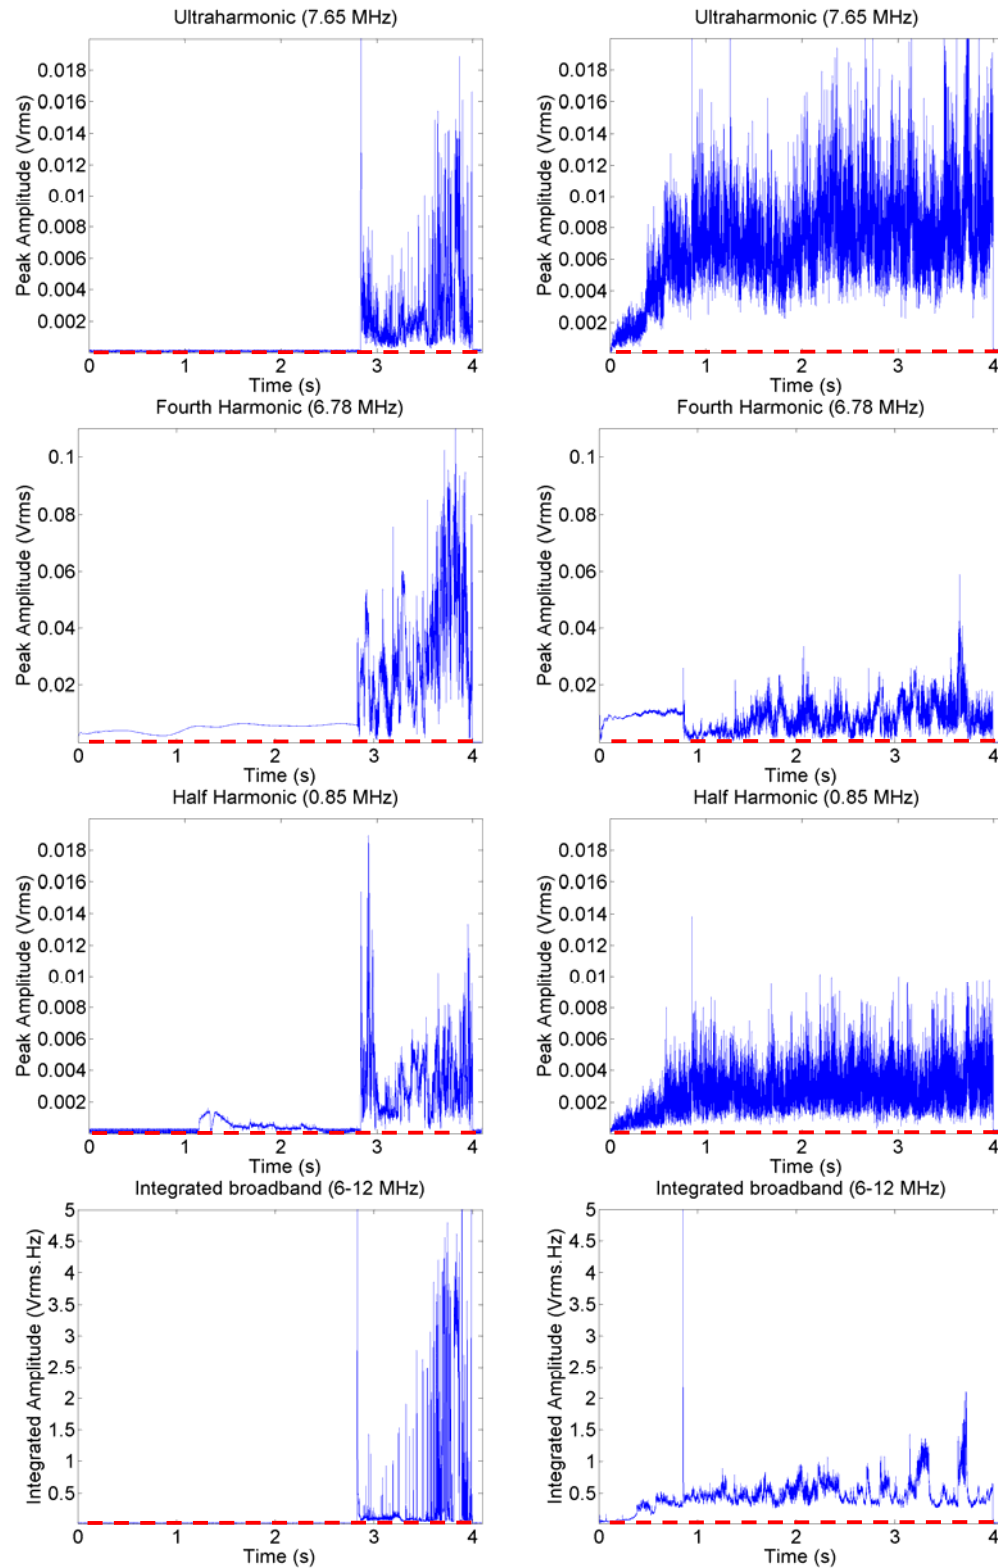 Ultraharmonic (7.65 MHz)
Peak Amplitude (Vrms)
0.018
0.016
0.014
0.012
0.01
0.008
0.006
0.004
0.002
0 1 2 3 4
Time (s)
Ultraharmonic (7.65 MHz)
Peak Amplitude (Vrms)
0.018
0.016
0.014
0.012
0.01
0.008
0.006
0.004
0.002
0 1 2 3 4
Time (s)
Fourth Harmonic (6.78 MHz)
Peak Amplitude (Vrms)
0.1
0.08
0.06
0.04
0.02
0 1 2 3 4
Time (s)
Fourth Harmonic (6.78 MHz)
Peak Amplitude (Vrms)
0.1
0.08
0.06
0.04
0.02
0 1 2 3 4
Time (s)
Half Harmonic (0.85 MHz)
Peak Amplitude (Vrms)
0.018
0.016
0.014
0.012
0.01
0.008
0.006
0.004
0.002
0 1 2 3 4
Time (s)
Half Harmonic (0.85 MHz)
Peak Amplitude (Vrms)
0.018
0.016
0.014
0.012
0.01
0.008
0.006
0.004
0.002
0 1 2 3 4
Time (s)
Integrated broadband (6-12 MHz)
Integrated Amplitude (Vrms.Hz)
5
4.5
4
3.5
3
2.5
2
1.5
1
0.5
0 1 2 3 4
Time (s)
Integrated broadband (6-12 MHz)
Integrated Amplitude (Vrms.Hz)
5
4.5
4
3.5
3
2.5
2
1.5
1
0.5
0 1 2 3 4
Time (s)